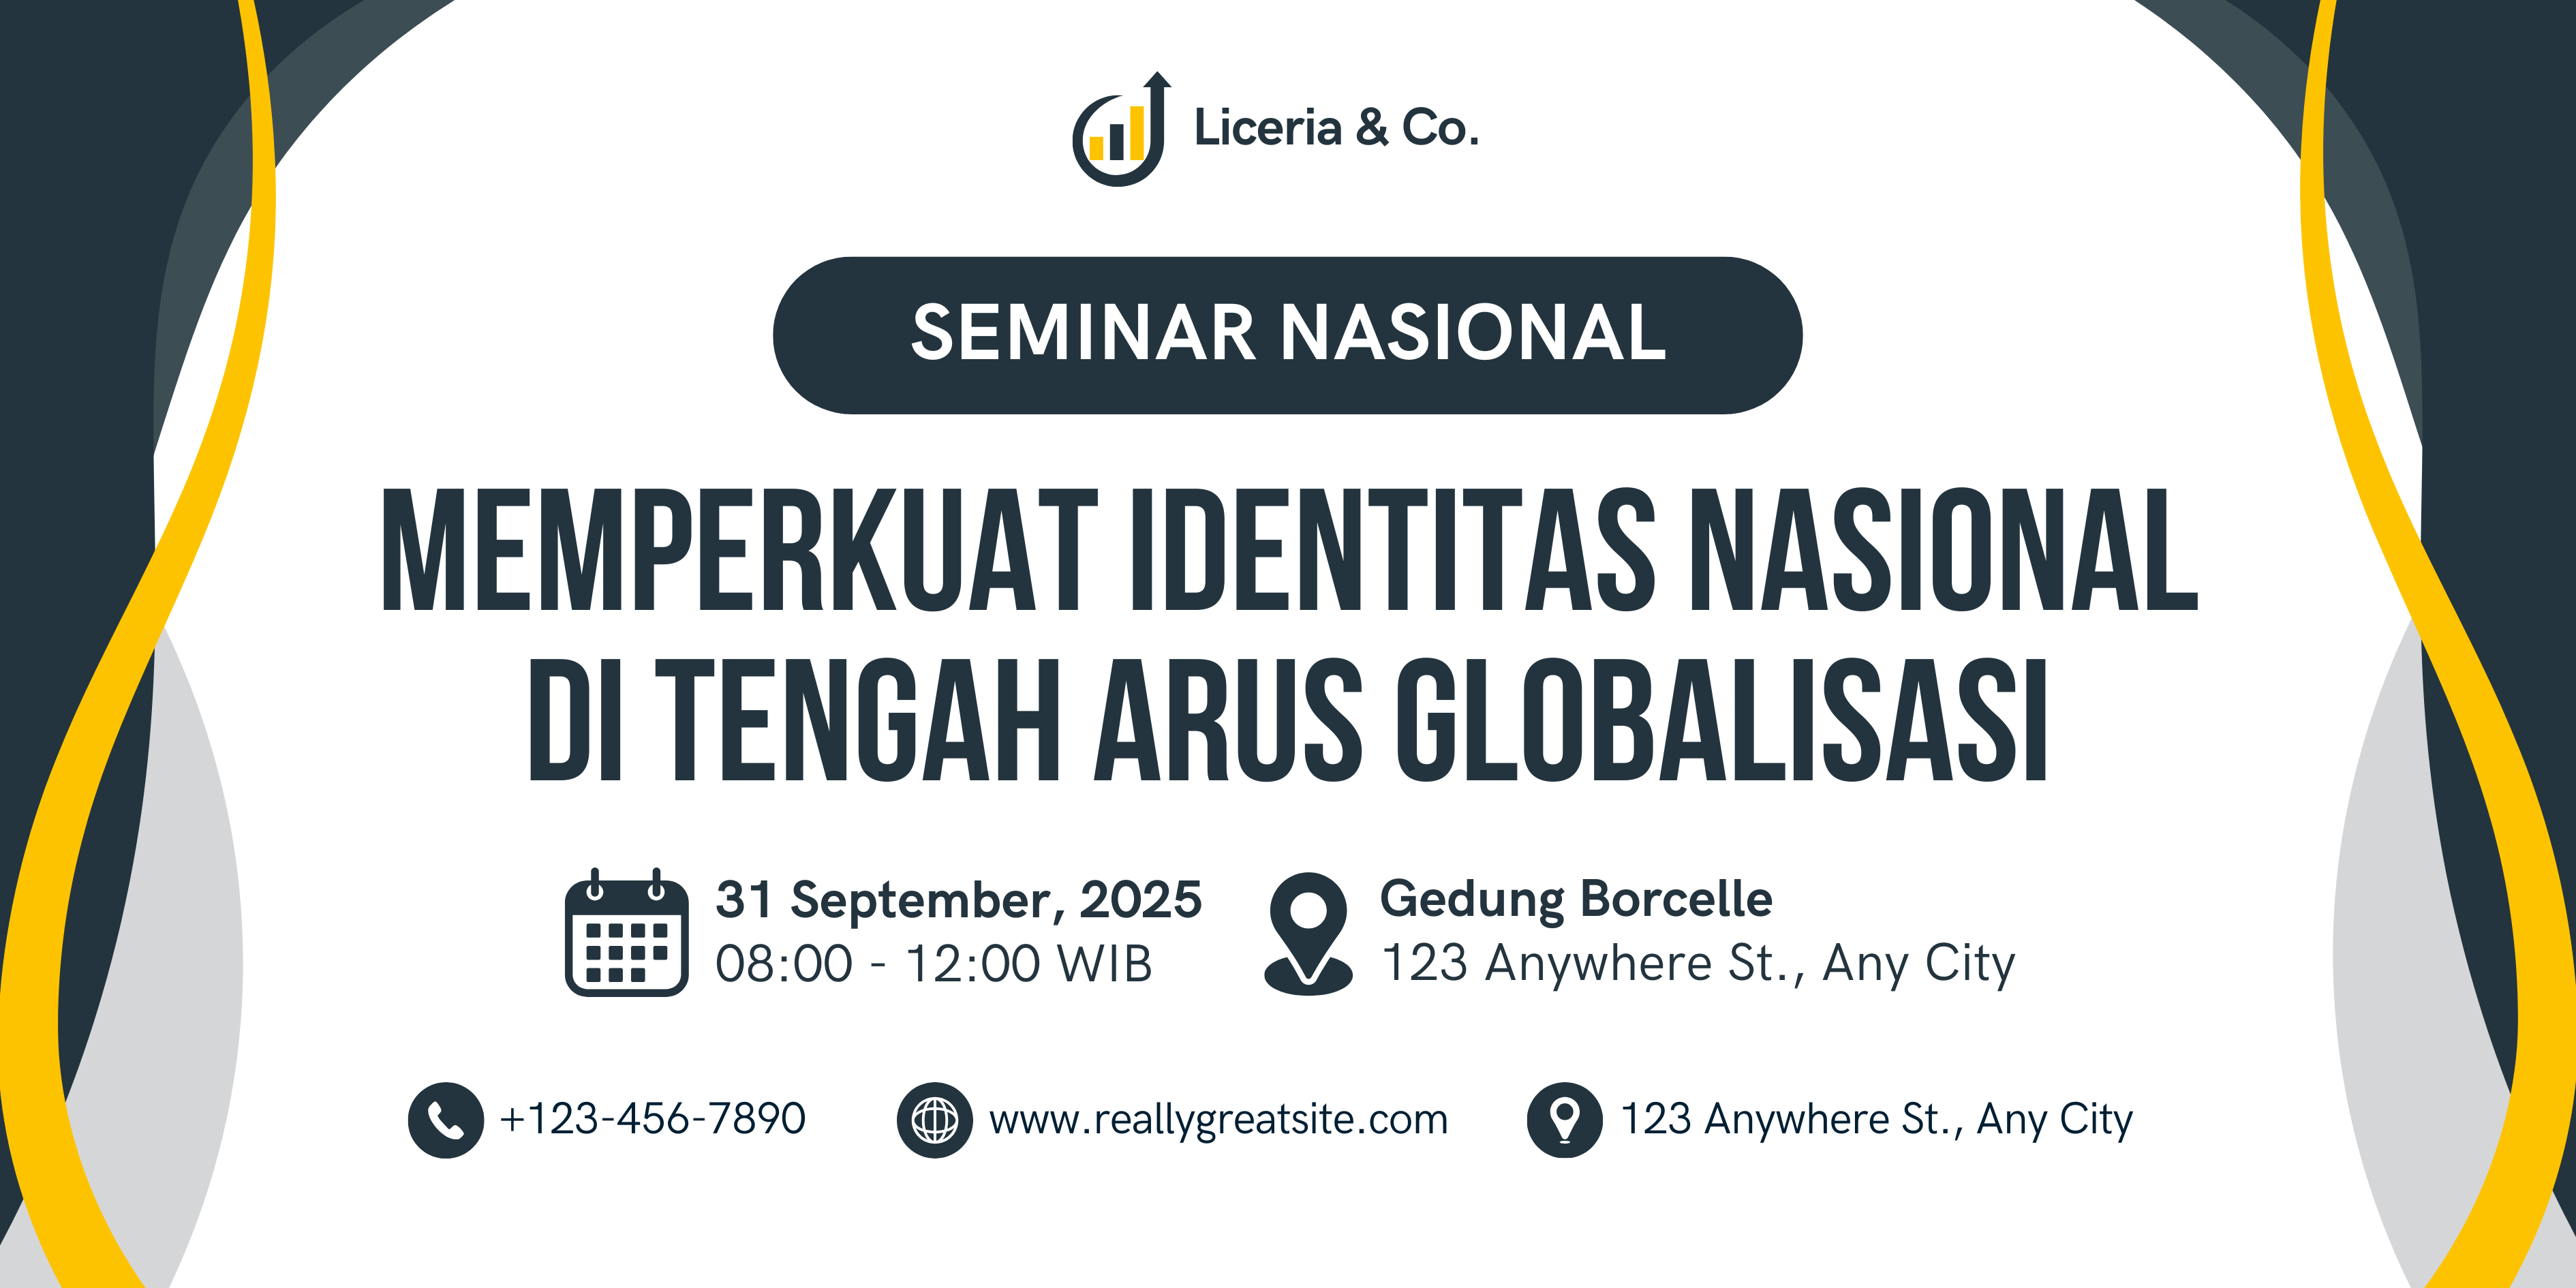 Liceria & Co.
SEMINAR NASIONAL
MEMPERKUAT IDENTITAS NASIONAL
DI TENGAH ARUS GLOBALISASI
31 September, 2025
08:00 - 12:00 WIB
Gedung Borcelle
123 Anywhere St., Any City
+123-456-7890
www.reallygreatsite.com
123 Anywhere St., Any City